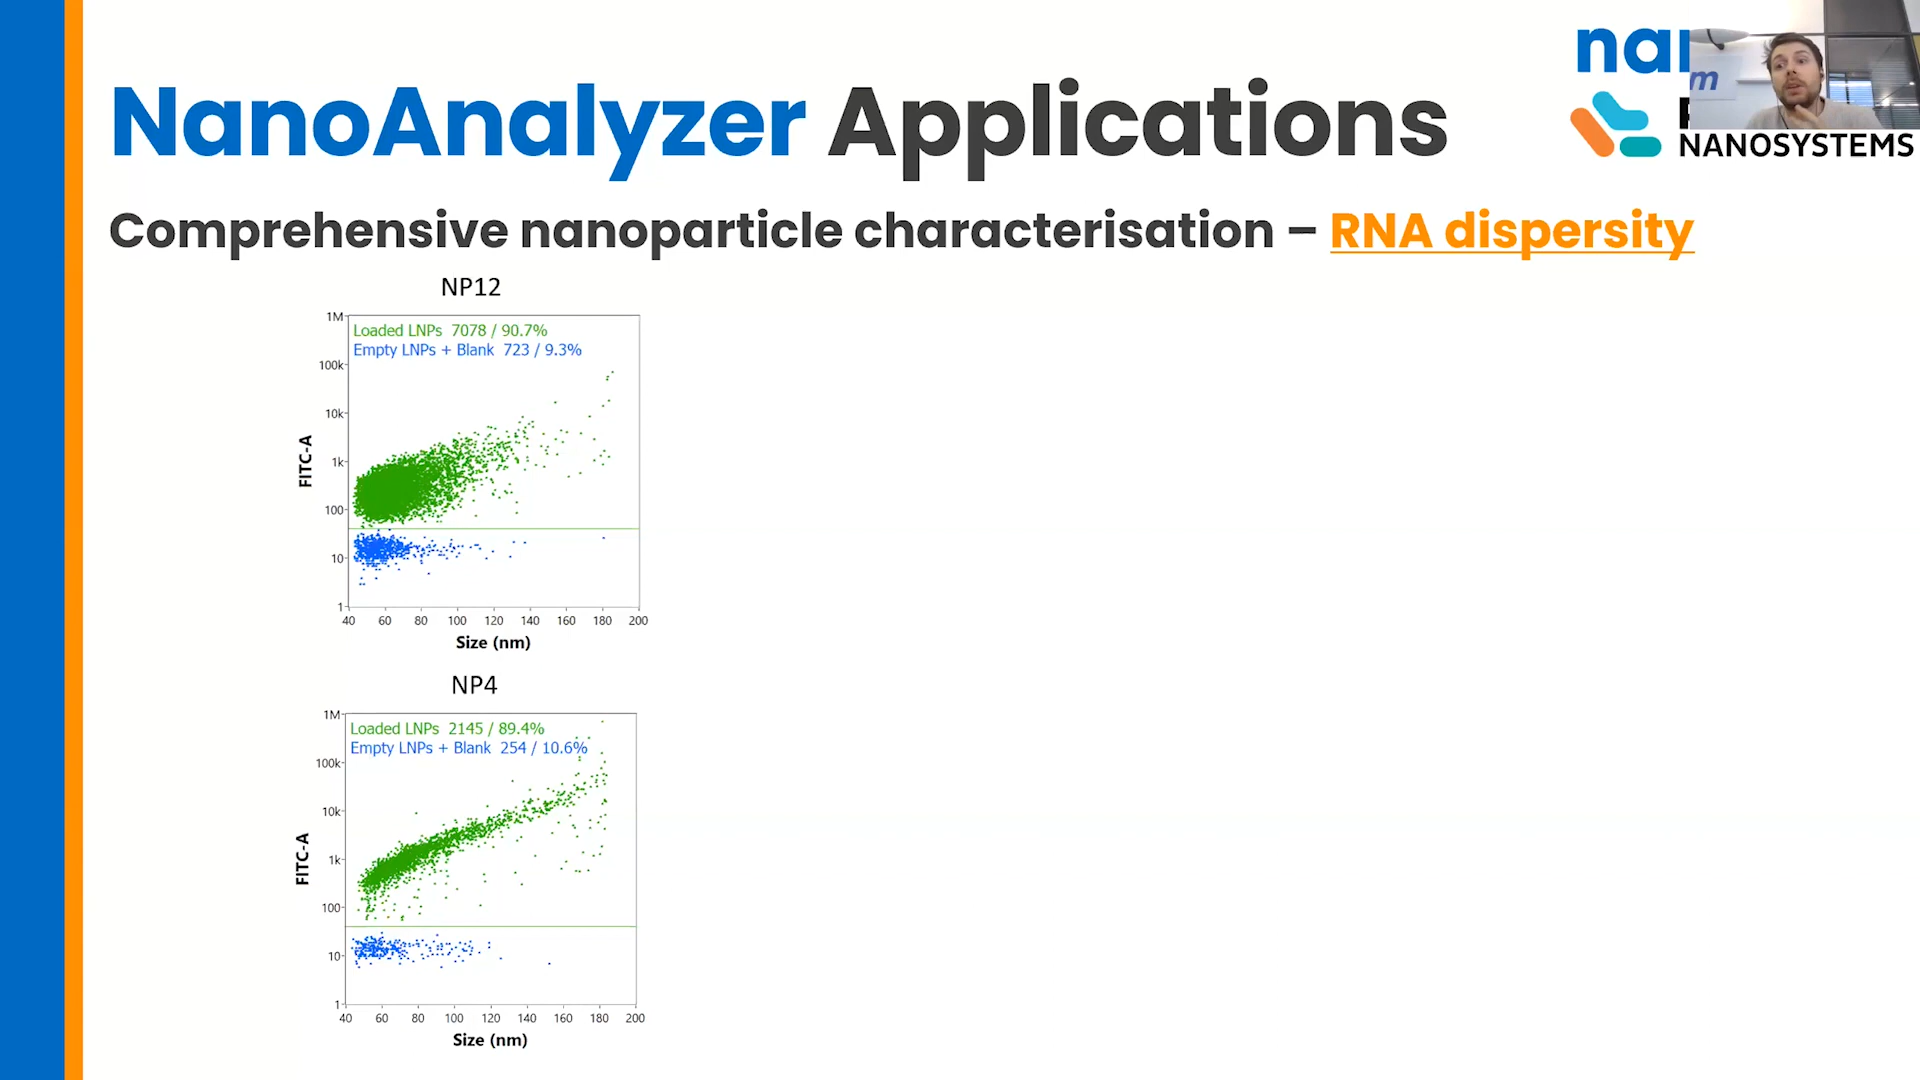 NanoAnalyzer Applications
nan
m
NANOSYSTEMS
Comprehensive nanoparticle characterisation – RNA dispersity
NP12
Loaded LNPs 7078 / 90.7%
Empty LNPs + Blank 723 / 9.3%
1M
100k
10k
1k
100
10
1
FITC-A
40 60 80 100 120 140 160 180 200
Size (nm)
NP4
Loaded LNPs 2145 / 89.4%
Empty LNPs + Blank 254 / 10.6%
1M
100k
10k
1k
100
10
1
FITC-A
40 60 80 100 120 140 160 180 200
Size (nm)